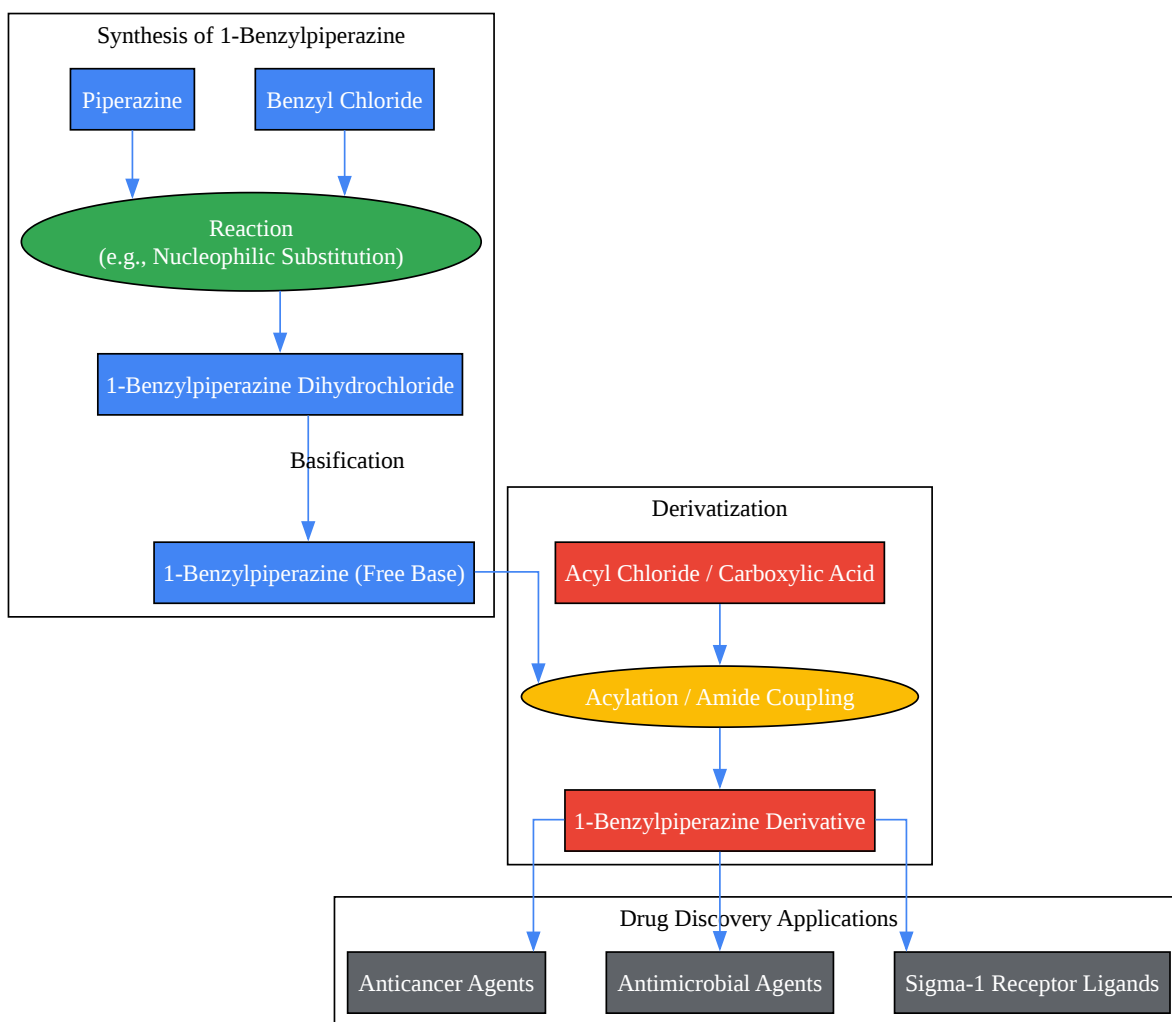 Synthesis of 1-Benzylpiperazine
Piperazine
Benzyl Chloride
Reaction
(e.g., Nucleophilic Substitution)
1-Benzylpiperazine Dihydrochloride
Basification
1-Benzylpiperazine (Free Base)
Derivatization
Acyl Chloride / Carboxylic Acid
Acylation / Amide Coupling
1-Benzylpiperazine Derivative
Drug Discovery Applications
Anticancer Agents
Antimicrobial Agents
Sigma-1 Receptor Ligands